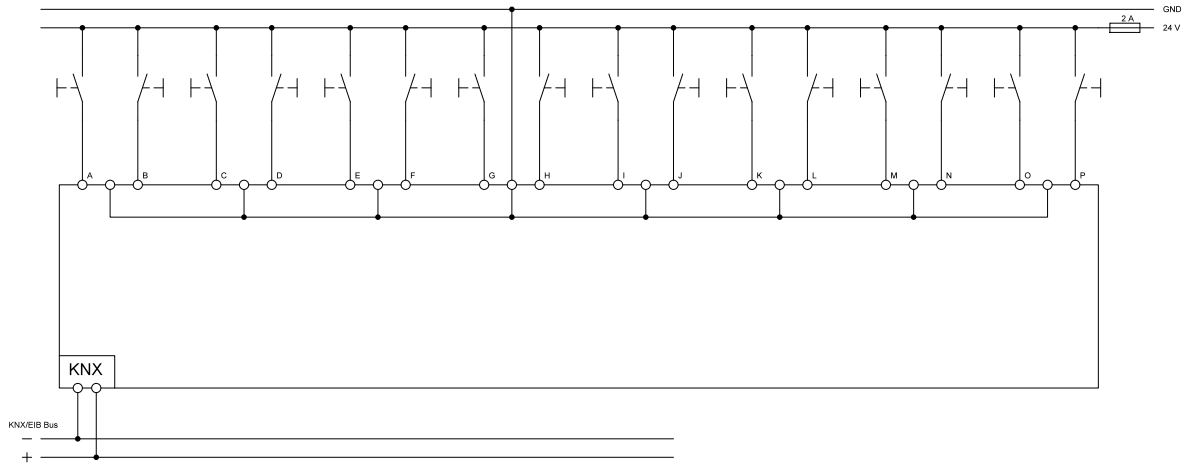 GND
2 A
24 V
A B C D E F G H I J K L M N O P
KNX
KNX/EIB Bus
−
+